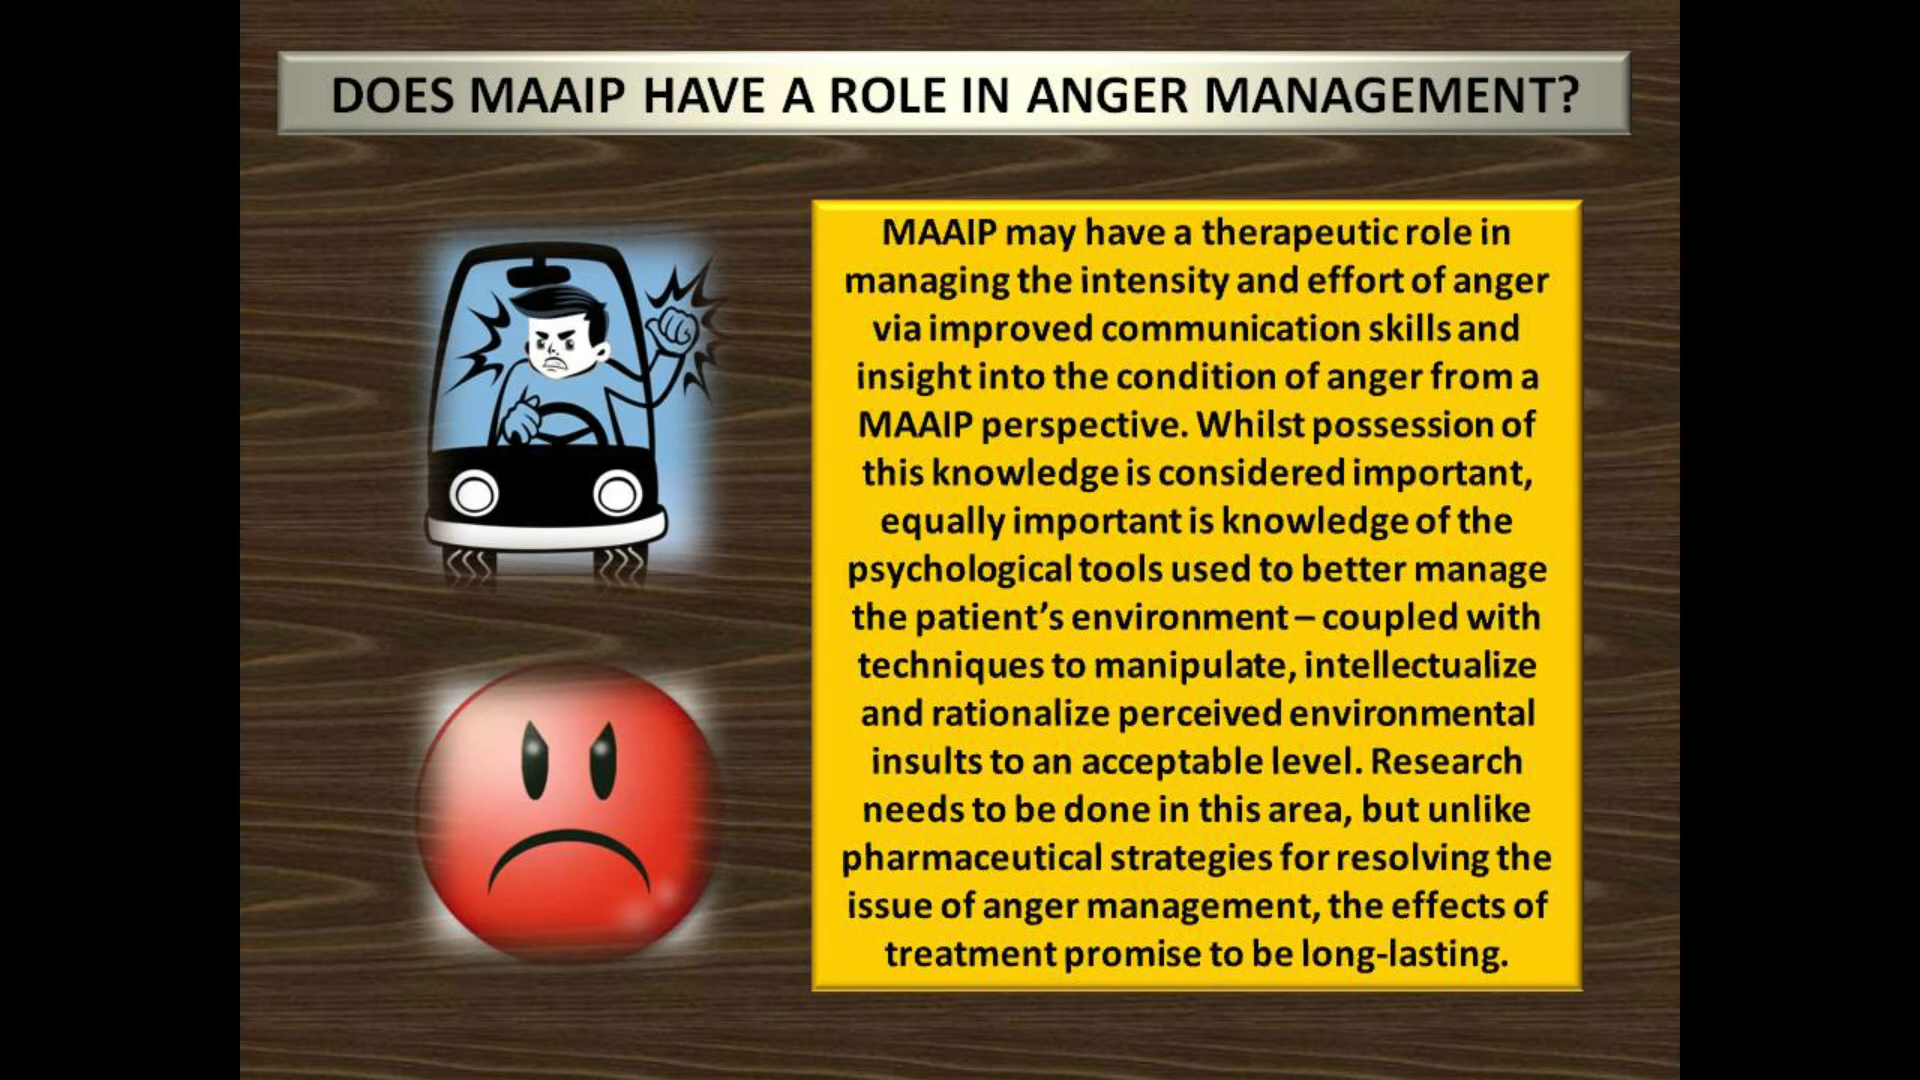 DOES MAAIP HAVE A ROLE IN ANGER MANAGEMENT?
MAAIP may have a therapeutic role in
managing the intensity and effort of anger
via improved communication skills and
insight into the condition of anger from a
MAAIP perspective. Whilst possession of
this knowledge is considered important,
equally important is knowledge of the
psychological tools used to better manage
the patient’s environment – coupled with
techniques to manipulate, intellectualize
and rationalize perceived environmental
insults to an acceptable level. Research
needs to be done in this area, but unlike
pharmaceutical strategies for resolving the
issue of anger management, the effects of
treatment promise to be long-lasting.